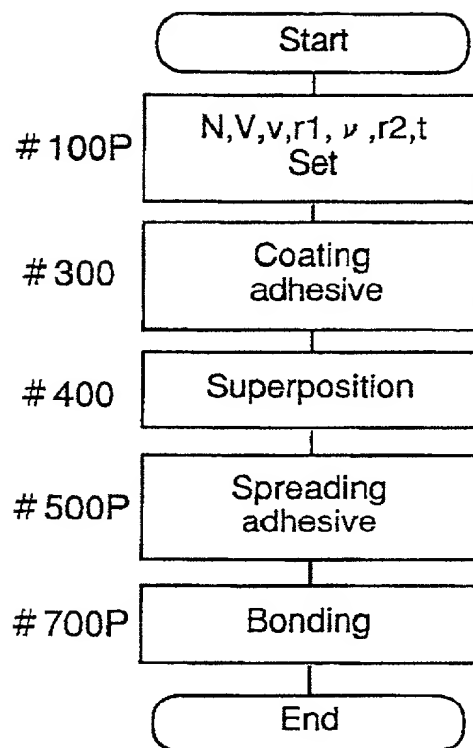 Start
#100P
N,V,v,r1, ν ,r2,t
Set
#300
Coating
adhesive
#400
Superposition
#500P
Spreading
adhesive
#700P
Bonding
End